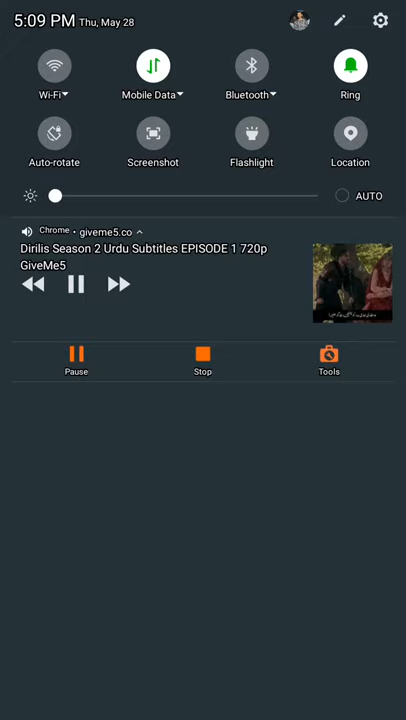 5:09 PM Thu, May 28
Wi-Fi Mobile Data Bluetooth Ring
Auto-rotate Screenshot Flashlight Location
AUTO
Chrome • giveme5.co
Dirilis Season 2 Urdu Subtitles EPISODE 1 720p
GiveMe5
Pause Stop Tools